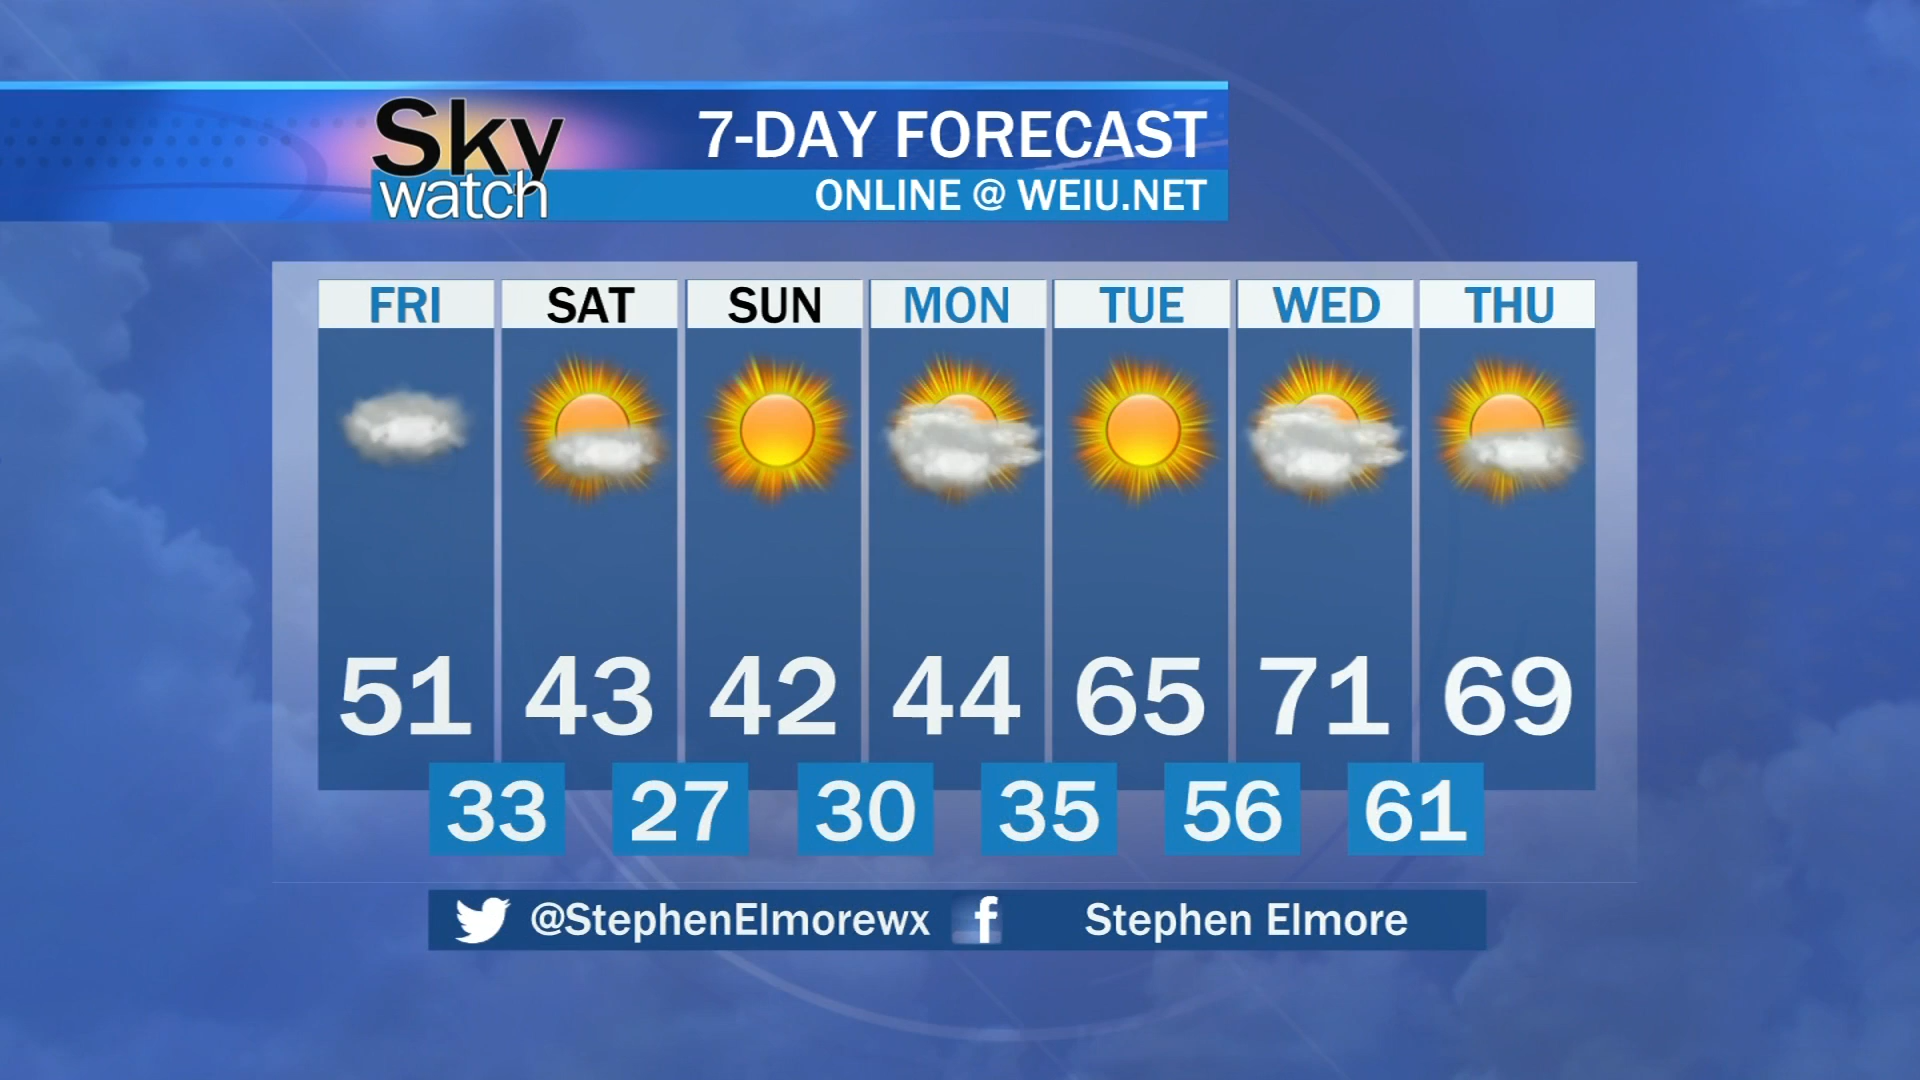 Sky
watch
7-DAY FORECAST
ONLINE @ WEIU.NET
FRI SAT SUN MON TUE WED THU
51 43 42 44 65 71 69
33 27 30 35 56 61
@StephenElmorewx f Stephen Elmore